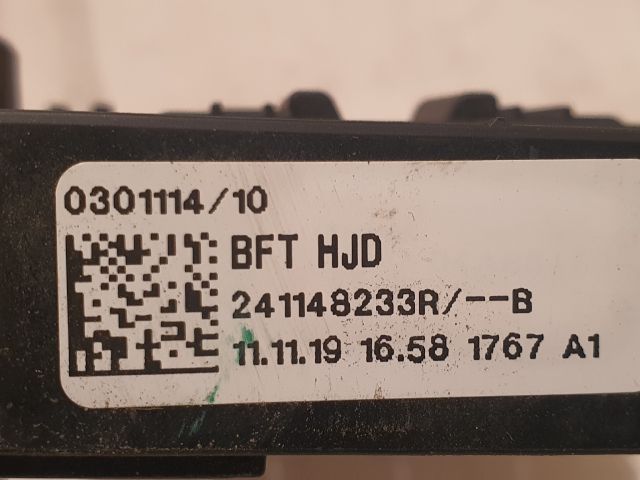 0301114/10
BFT HJD
241148233R/--B
11.11.19 16.58 1767 A1